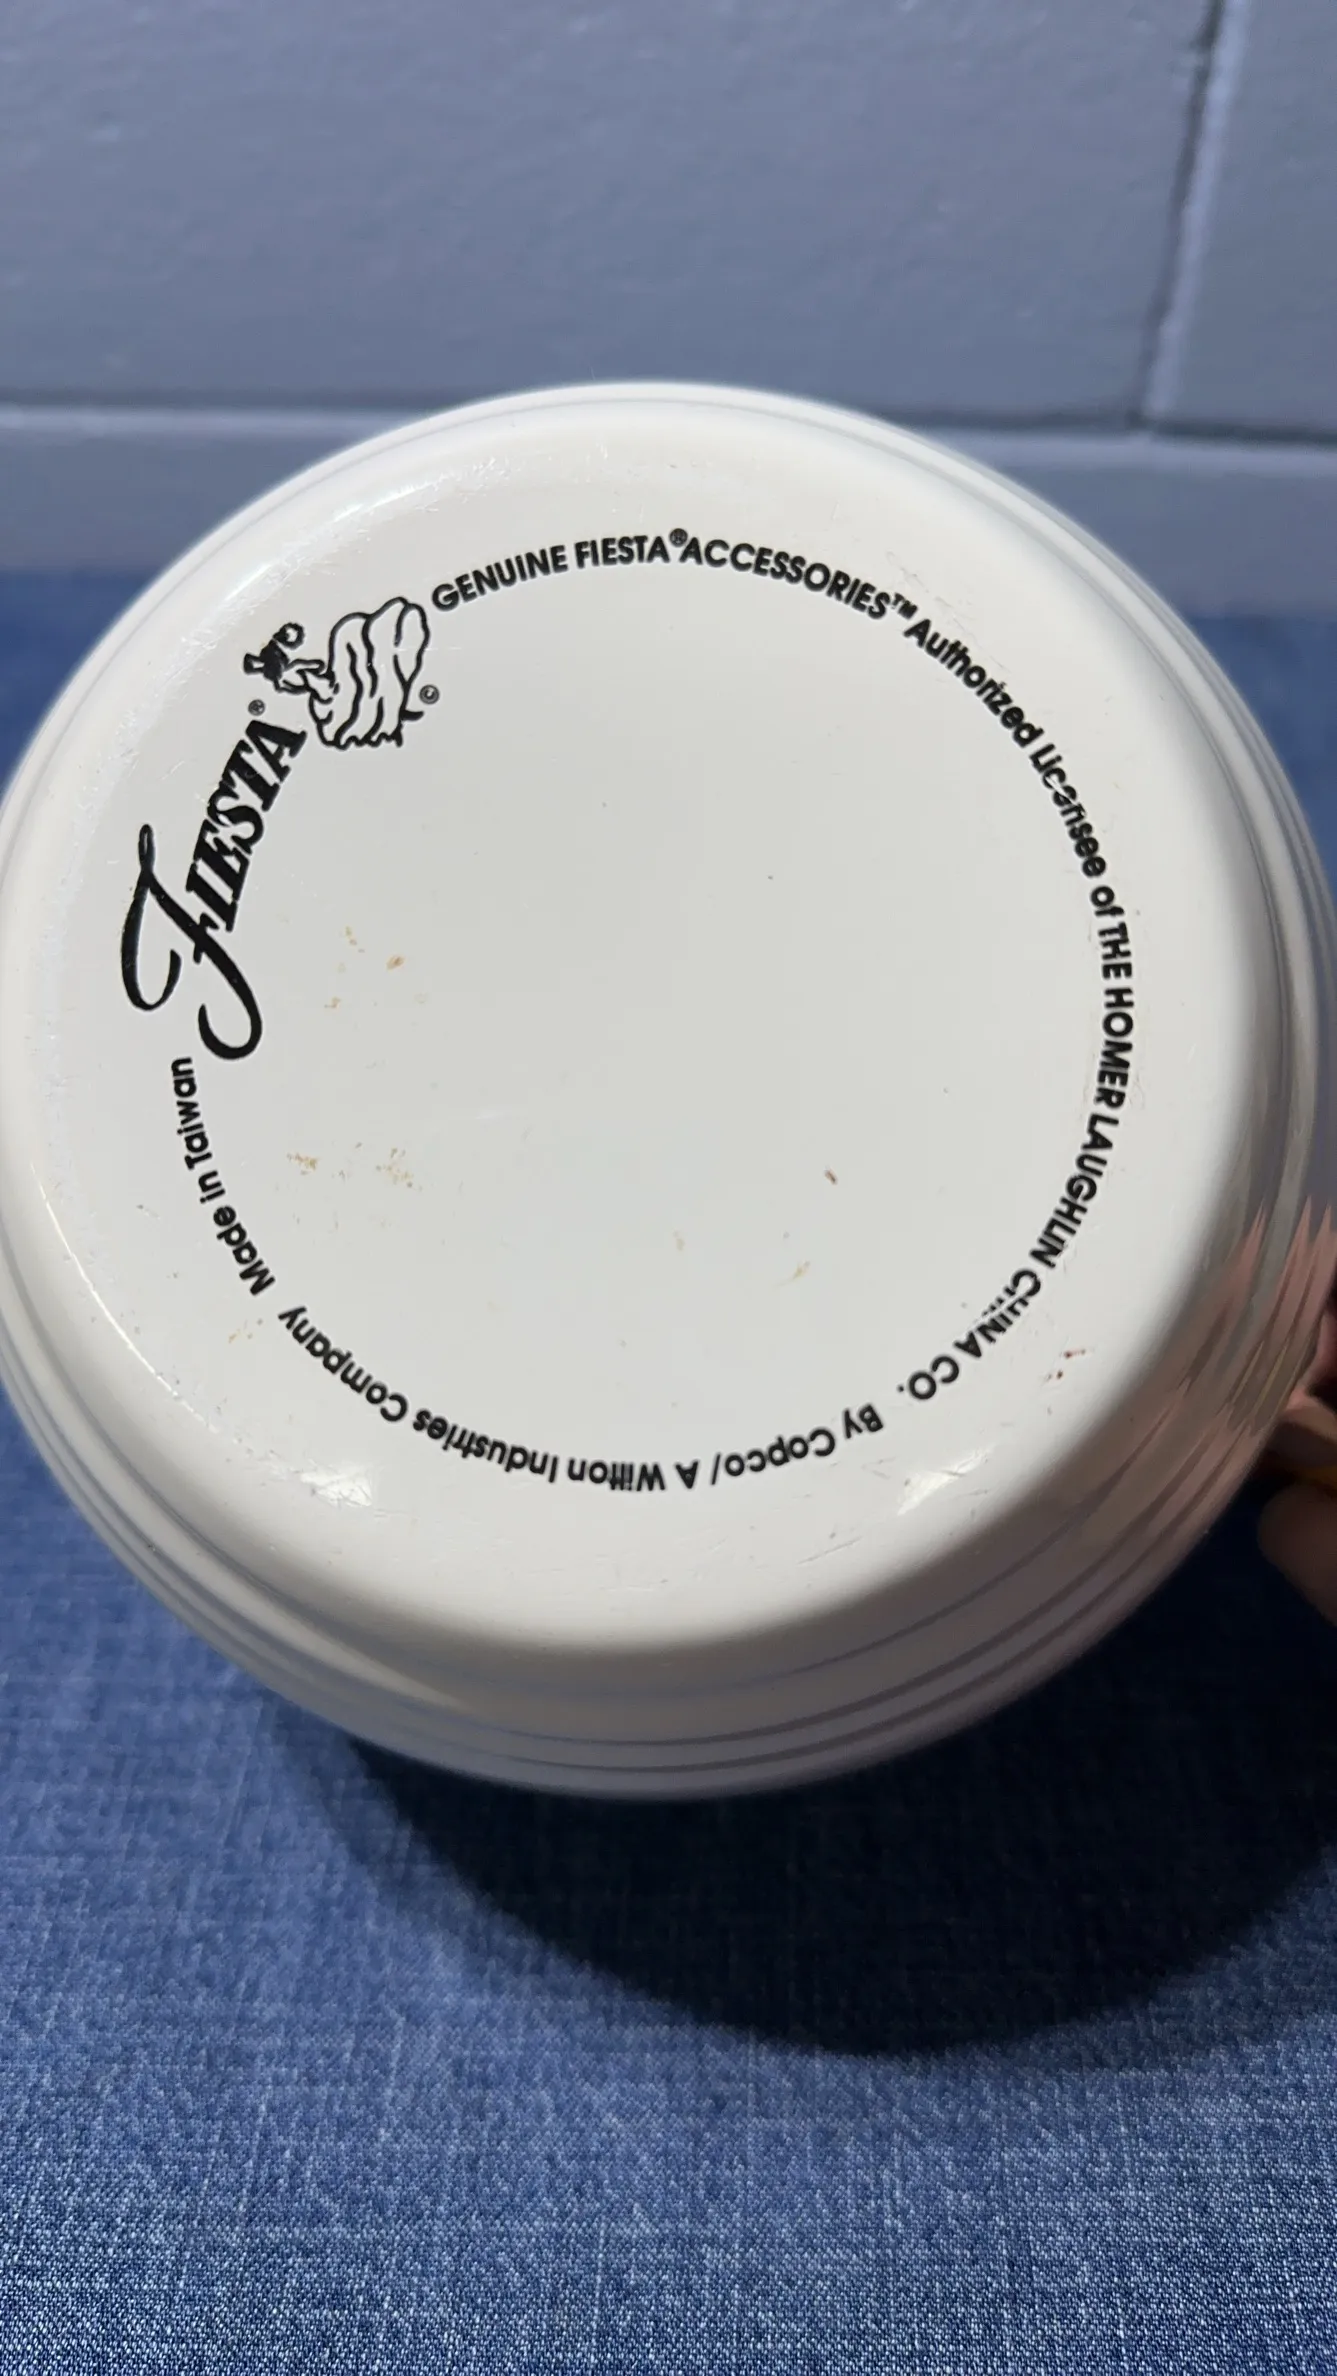 FIESTA®
©
GENUINE FIESTA® ACCESSORIES™ Authorized Licensee of THE HOMER LAUGHLIN CHINA CO. By Copco/A Wilton Industries Company Made in Taiwan